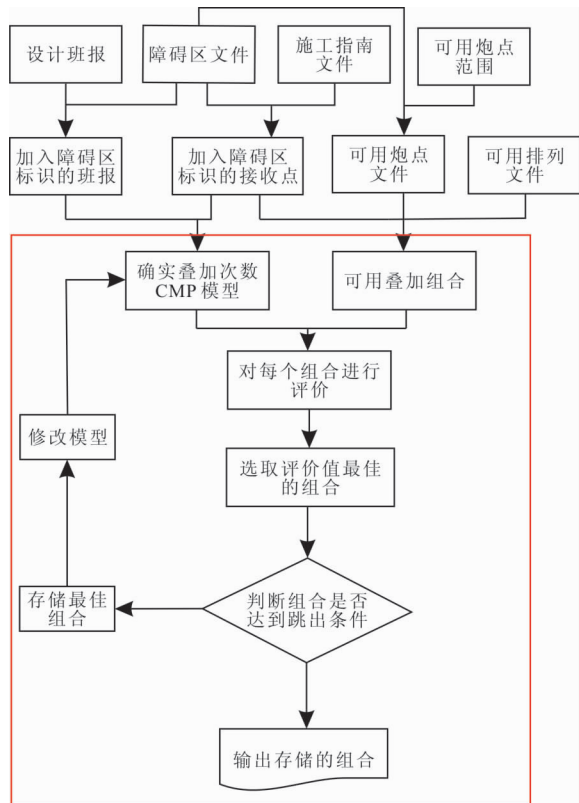 设计班报
障碍区文件
施工指南
文件
可用炮点
范围
加入障碍区
标识的班报
加入障碍区
标识的接收点
可用炮点
文件
可用排列
文件
确实叠加次数
CMP模型
可用叠加组合
对每个组合进行
评价
修改模型
选取评价值最佳
的组合
存储最佳
组合
判断组合是否
达到跳出条件
输出存储的组合